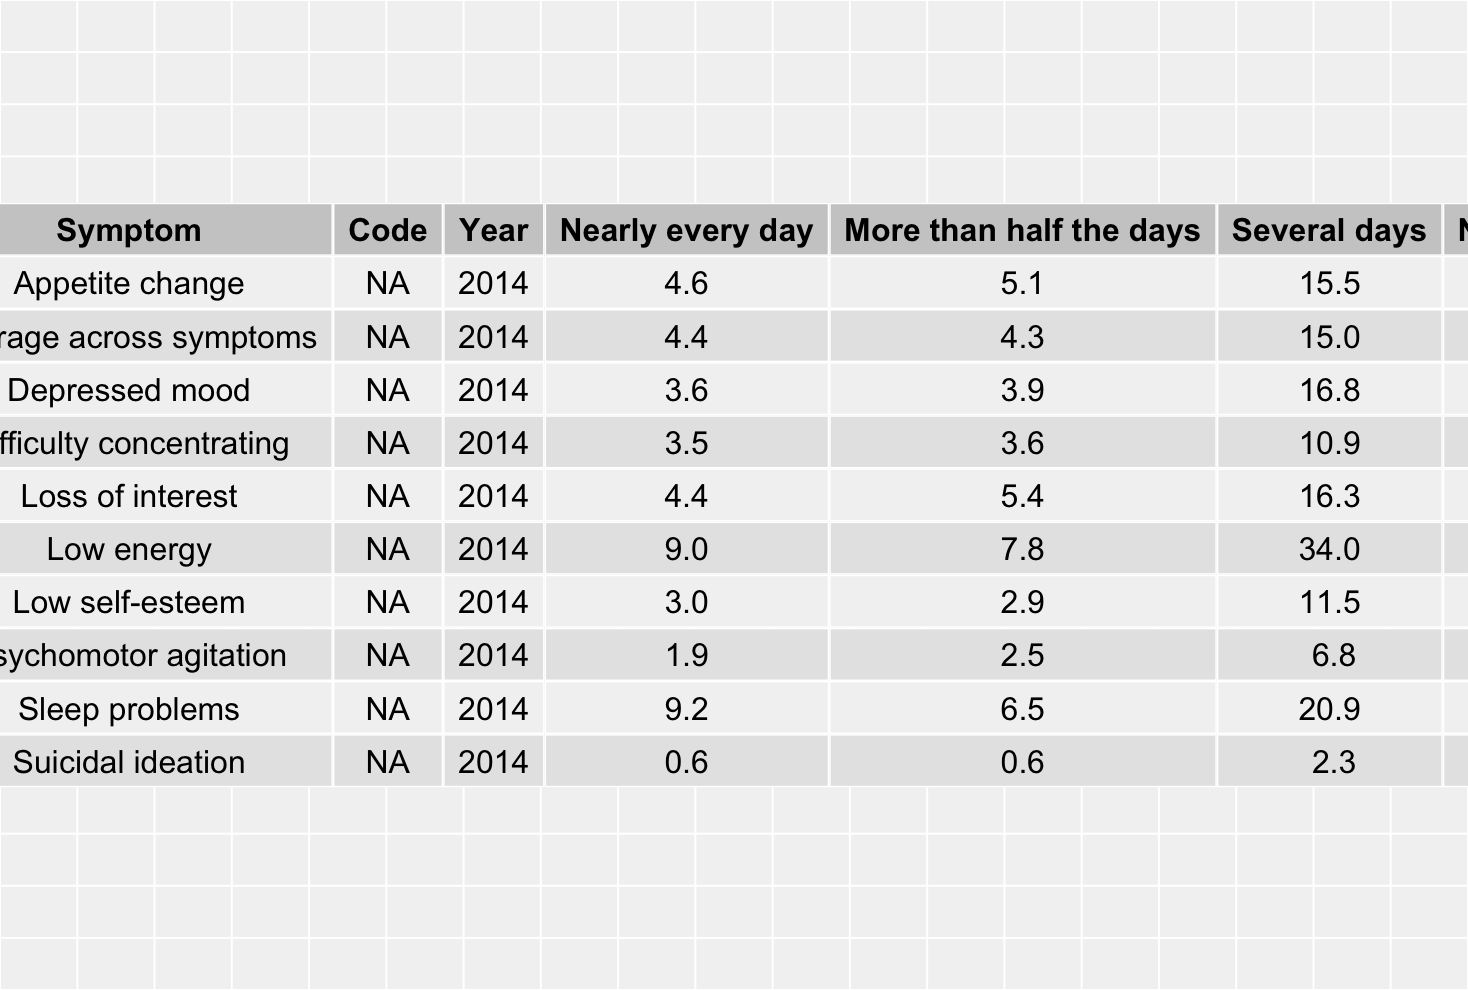 Symptom Code Year Nearly every day More than half the days Several days
Appetite change NA 2014 4.6 5.1 15.5
across symptoms NA 2014 4.4 4.3 15.0
Depressed mood NA 2014 3.6 3.9 16.8
concentrating NA 2014 3.5 3.6 10.9
Loss of interest NA 2014 4.4 5.4 16.3
Low energy NA 2014 9.0 7.8 34.0
Low self-esteem NA 2014 3.0 2.9 11.5
agitation NA 2014 1.9 2.5 6.8
Sleep problems NA 2014 9.2 6.5 20.9
Suicidal ideation NA 2014 0.6 0.6 2.3